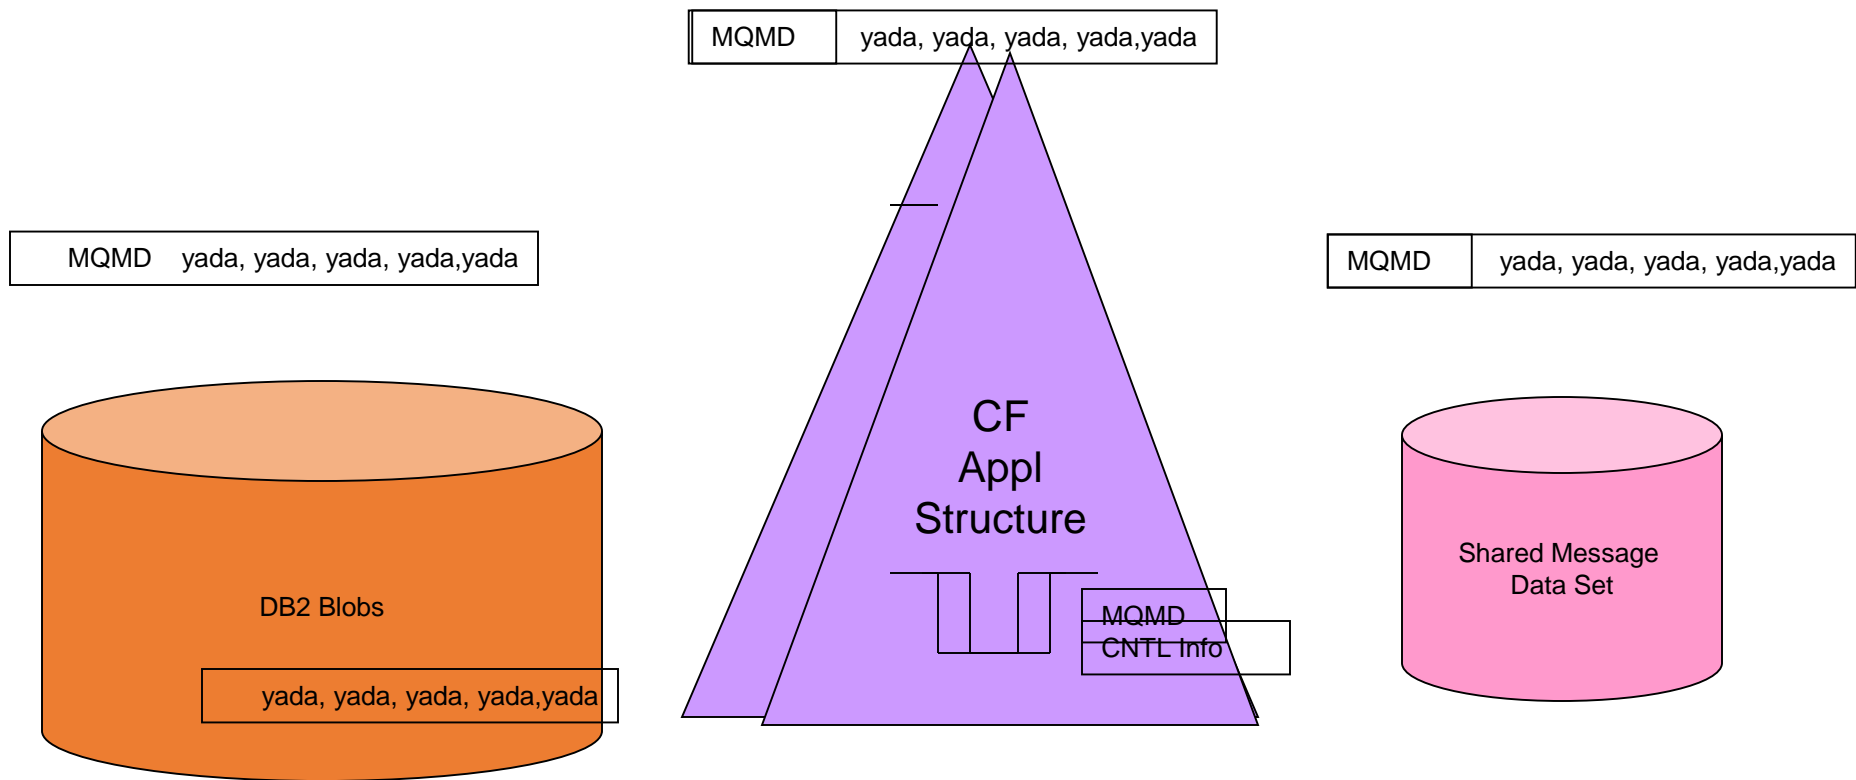 MQMD yada, yada, yada, yada,yada
MQMD yada, yada, yada, yada,yada
MQMD yada, yada, yada, yada,yada
CF
Appl
Structure
Shared Message
Data Set
DB2 Blobs
MQMD
CNTL Info
yada, yada, yada, yada,yada